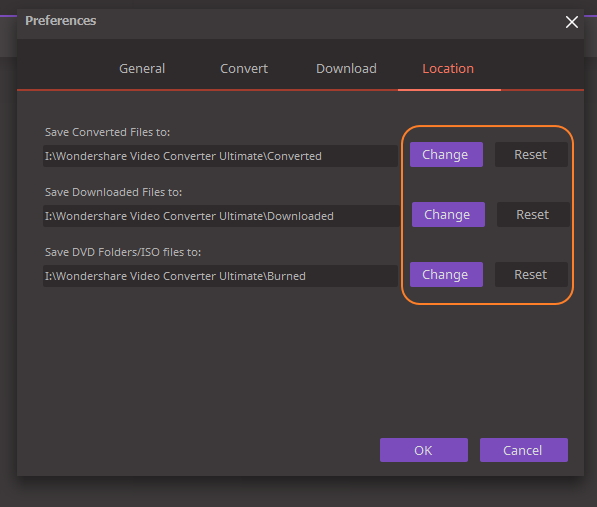 Preferences
General Convert Download Location
Save Converted Files to:
I:\Wondershare Video Converter Ultimate\Converted Change Reset
Save Downloaded Files to:
I:\Wondershare Video Converter Ultimate\Downloaded Change Reset
Save DVD Folders/ISO files to:
I:\Wondershare Video Converter Ultimate\Burned Change Reset
OK Cancel